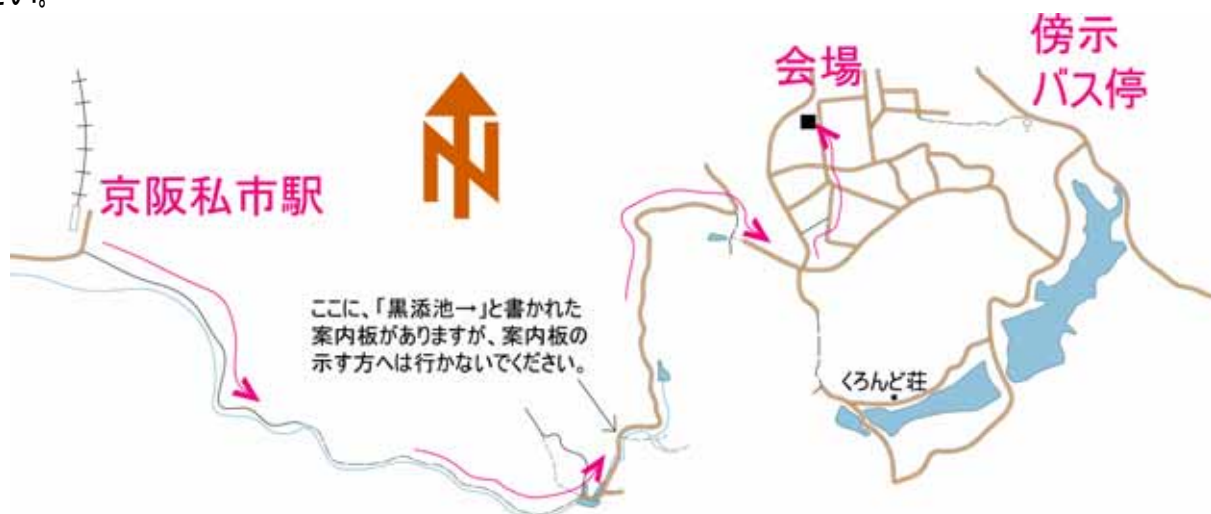 さい。
傍示
バス停
会場
京阪私市駅
ここに、「黒添池→」と書かれた
案内板がありますが、案内板の
示す方へは行かないでください。
くろんど荘